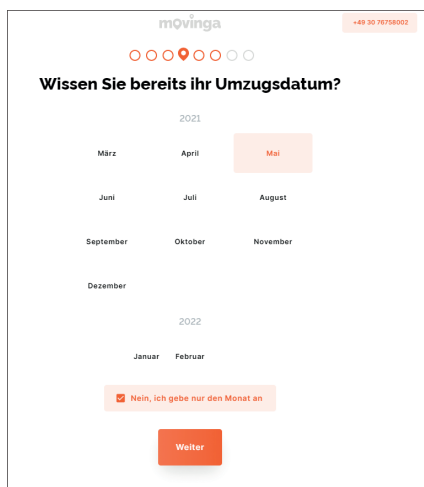 movinga
+49 30 76758002
Wissen Sie bereits ihr Umzugsdatum?
2021
März April Mai
Juni Juli August
September Oktober November
Dezember
2022
Januar Februar
Nein, ich gebe nur den Monat an
Weiter